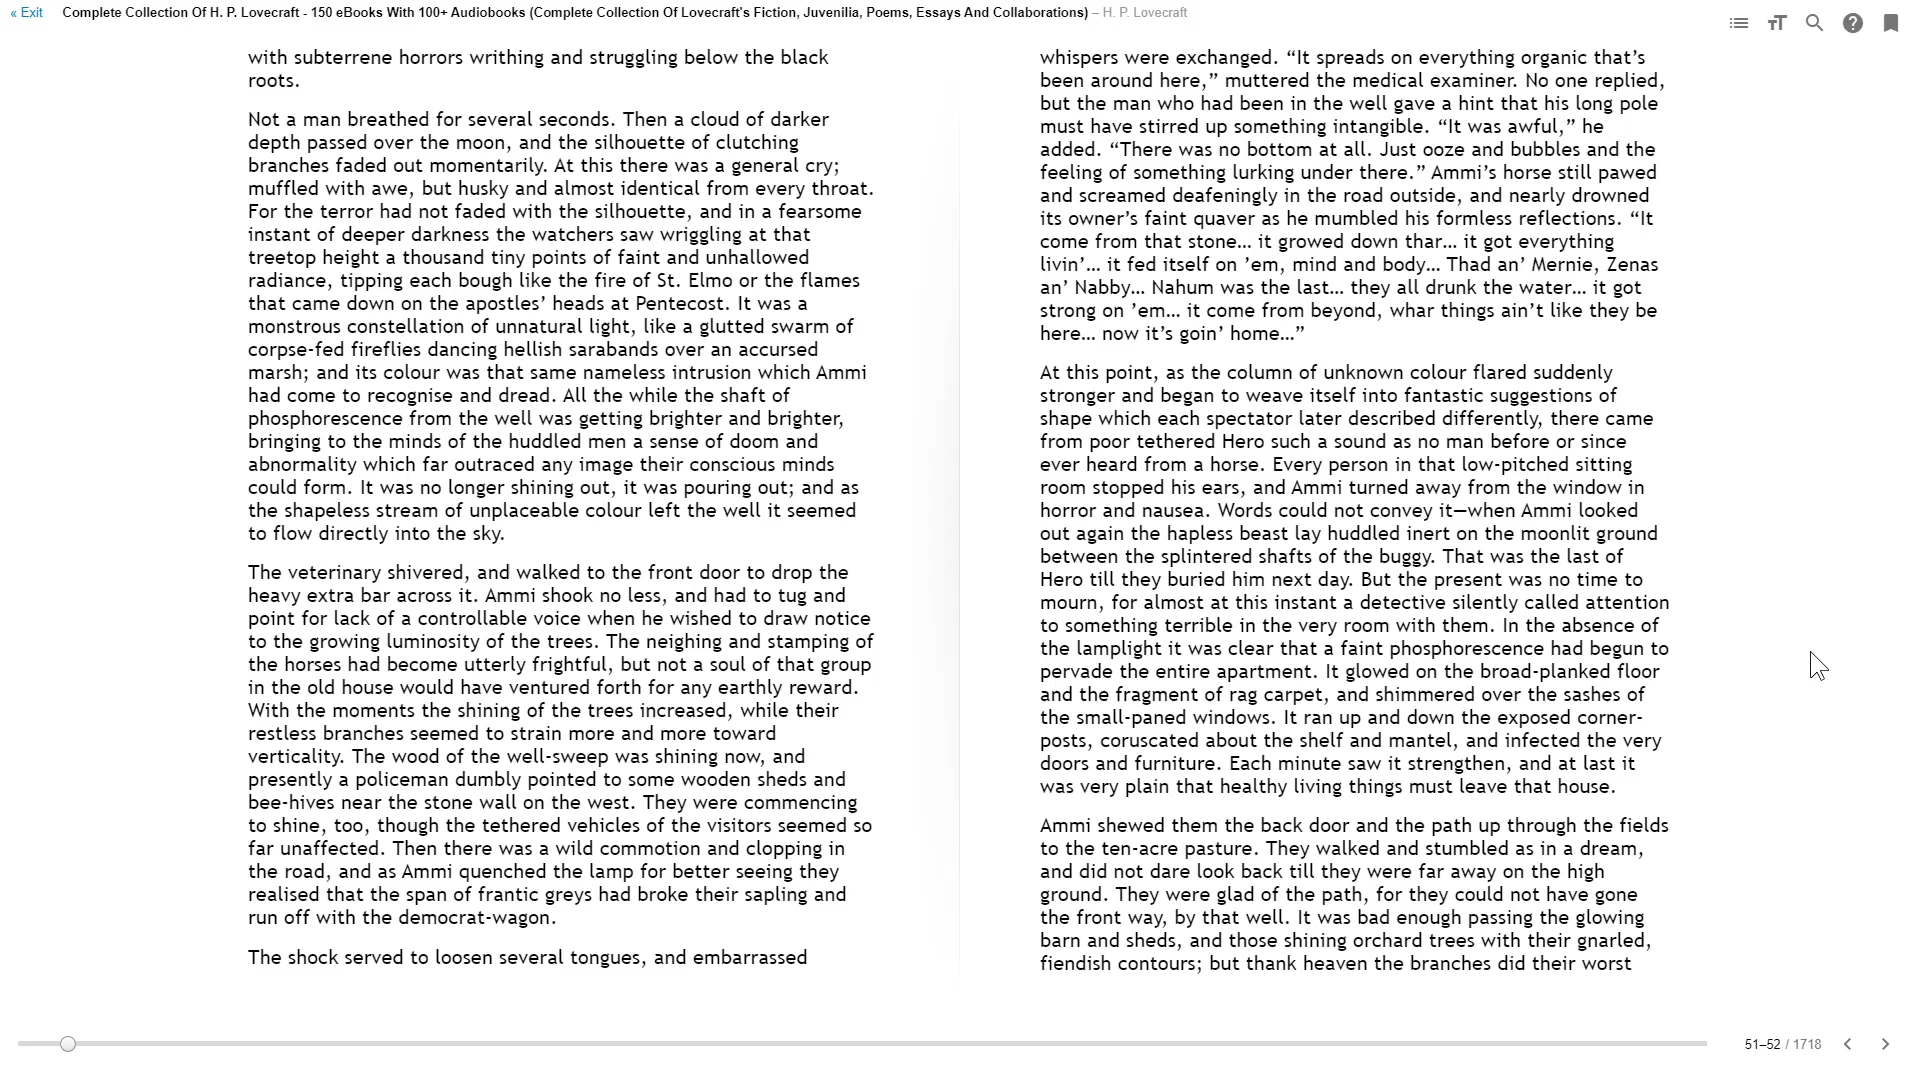 « Exit
Complete Collection Of H. P. Lovecraft - 150 eBooks With 100+ Audiobooks (Complete Collection Of Lovecraft's Fiction, Juvenilia, Poems, Essays And Collaborations) – H. P. Lovecraft
with subterrene horrors writhing and struggling below the black
roots.
Not a man breathed for several seconds. Then a cloud of darker
depth passed over the moon, and the silhouette of clutching
branches faded out momentarily. At this there was a general cry;
muffled with awe, but husky and almost identical from every throat.
For the terror had not faded with the silhouette, and in a fearsome
instant of deeper darkness the watchers saw wriggling at that
treetop height a thousand tiny points of faint and unhallowed
radiance, tipping each bough like the fire of St. Elmo or the flames
that came down on the apostles’ heads at Pentecost. It was a
monstrous constellation of unnatural light, like a glutted swarm of
corpse-fed fireflies dancing hellish sarabands over an accursed
marsh; and its colour was that same nameless intrusion which Ammi
had come to recognise and dread. All the while the shaft of
phosphorescence from the well was getting brighter and brighter,
bringing to the minds of the huddled men a sense of doom and
abnormality which far outraced any image their conscious minds
could form. It was no longer shining out, it was pouring out; and as
the shapeless stream of unplaceable colour left the well it seemed
to flow directly into the sky.
The veterinary shivered, and walked to the front door to drop the
heavy extra bar across it. Ammi shook no less, and had to tug and
point for lack of a controllable voice when he wished to draw notice
to the growing luminosity of the trees. The neighing and stamping of
the horses had become utterly frightful, but not a soul of that group
in the old house would have ventured forth for any earthly reward.
With the moments the shining of the trees increased, while their
restless branches seemed to strain more and more toward
verticality. The wood of the well-sweep was shining now, and
presently a policeman dumbly pointed to some wooden sheds and
bee-hives near the stone wall on the west. They were commencing
to shine, too, though the tethered vehicles of the visitors seemed so
far unaffected. Then there was a wild commotion and clopping in
the road, and as Ammi quenched the lamp for better seeing they
realised that the span of frantic greys had broke their sapling and
run off with the democrat-wagon.
The shock served to loosen several tongues, and embarrassed
whispers were exchanged. “It spreads on everything organic that’s
been around here,” muttered the medical examiner. No one replied,
but the man who had been in the well gave a hint that his long pole
must have stirred up something intangible. “It was awful,” he
added. “There was no bottom at all. Just ooze and bubbles and the
feeling of something lurking under there.” Ammi’s horse still pawed
and screamed deafeningly in the road outside, and nearly drowned
its owner’s faint quaver as he mumbled his formless reflections. “It
come from that stone… it growed down thar… it got everything
livin’… it fed itself on ’em, mind and body… Thad an’ Mernie, Zenas
an’ Nabby… Nahum was the last… they all drunk the water… it got
strong on ’em… it come from beyond, whar things ain’t like they be
here… now it’s goin’ home…”
At this point, as the column of unknown colour flared suddenly
stronger and began to weave itself into fantastic suggestions of
shape which each spectator later described differently, there came
from poor tethered Hero such a sound as no man before or since
ever heard from a horse. Every person in that low-pitched sitting
room stopped his ears, and Ammi turned away from the window in
horror and nausea. Words could not convey it—when Ammi looked
out again the hapless beast lay huddled inert on the moonlit ground
between the splintered shafts of the buggy. That was the last of
Hero till they buried him next day. But the present was no time to
mourn, for almost at this instant a detective silently called attention
to something terrible in the very room with them. In the absence of
the lamplight it was clear that a faint phosphorescence had begun to
pervade the entire apartment. It glowed on the broad-planked floor
and the fragment of rag carpet, and shimmered over the sashes of
the small-paned windows. It ran up and down the exposed corner-
posts, coruscated about the shelf and mantel, and infected the very
doors and furniture. Each minute saw it strengthen, and at last it
was very plain that healthy living things must leave that house.
Ammi shewed them the back door and the path up through the fields
to the ten-acre pasture. They walked and stumbled as in a dream,
and did not dare look back till they were far away on the high
ground. They were glad of the path, for they could not have gone
the front way, by that well. It was bad enough passing the glowing
barn and sheds, and those shining orchard trees with their gnarled,
fiendish contours; but thank heaven the branches did their worst
51–52 / 1718